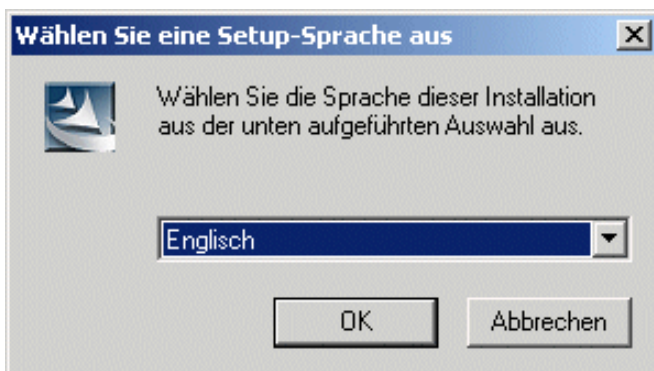 Wählen Sie eine Setup-Sprache aus
Wählen Sie die Sprache dieser Installation
aus der unten aufgeführten Auswahl aus.
Englisch
OK
Abbrechen